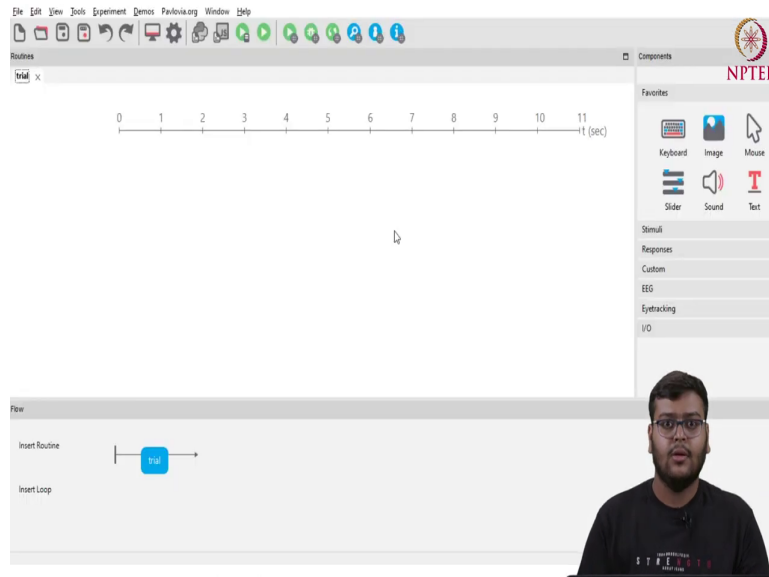 File Edit View Tools Experiment Demos Pavlovia.org Window Help
JS
NPTEL
Routines
Components
trial x
Favorites
0 1 2 3 4 5 6 7 8 9 10 11
t (sec)
Keyboard Image Mouse
Slider Sound Text
Stimuli
Responses
Custom
EEG
Eyetracking
I/O
Flow
Insert Routine
trial
Insert Loop
STRENGTH